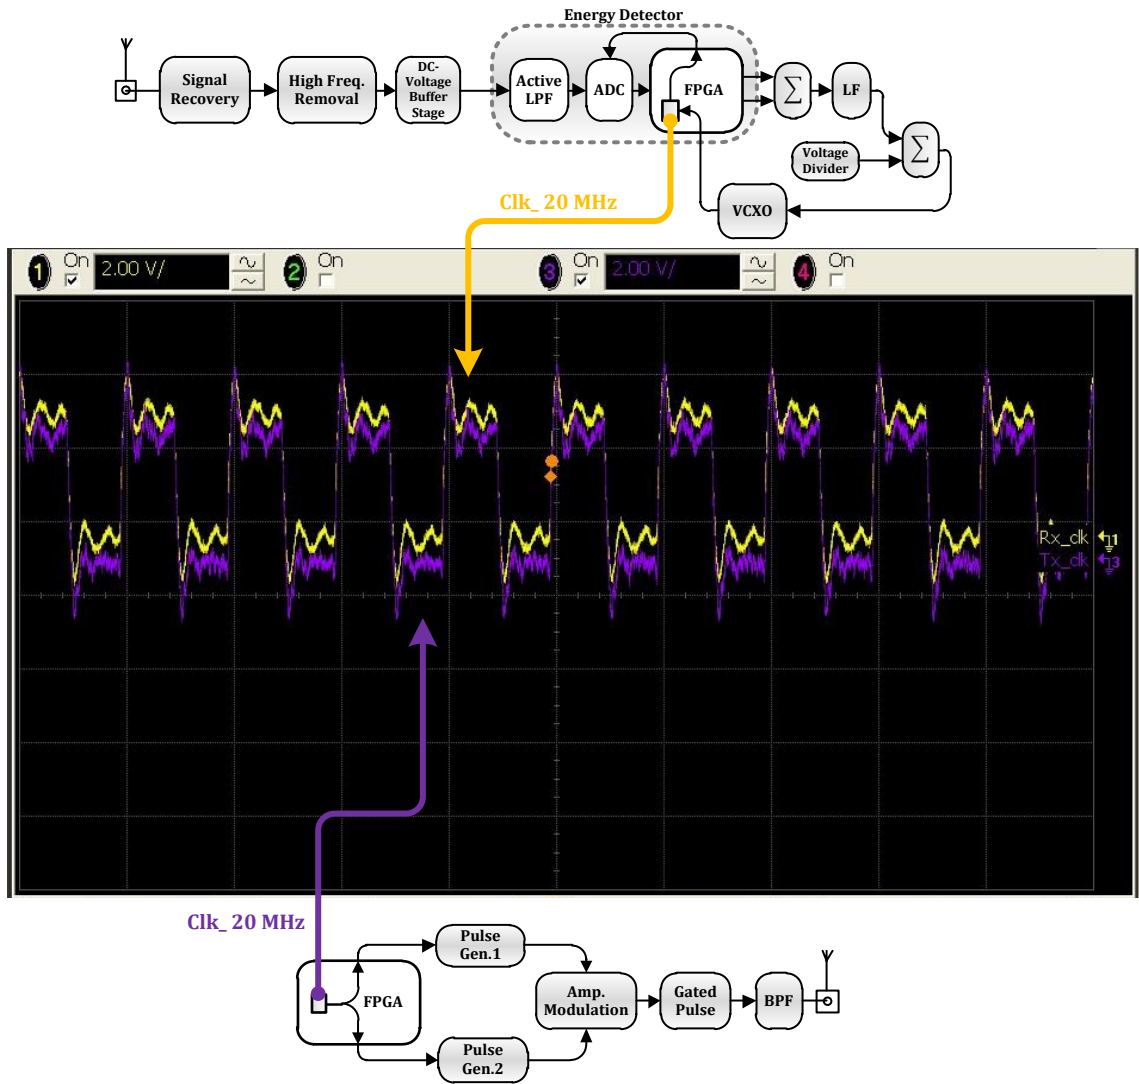 Energy Detector
Signal
Recovery
High Freq.
Removal
DC-
Voltage
Buffer
Stage
Active
LPF
ADC
FPGA
Σ
LF
Voltage
Divider
Σ
VCXO
Clk_ 20 MHz
1 On 2.00 V/ 2 On 3 On 2.00 V/ 4 On
Rx_clk 1
Tx_clk 3
Clk_ 20 MHz
Pulse
Gen.1
FPGA
Amp.
Modulation
Gated
Pulse
BPF
Pulse
Gen.2